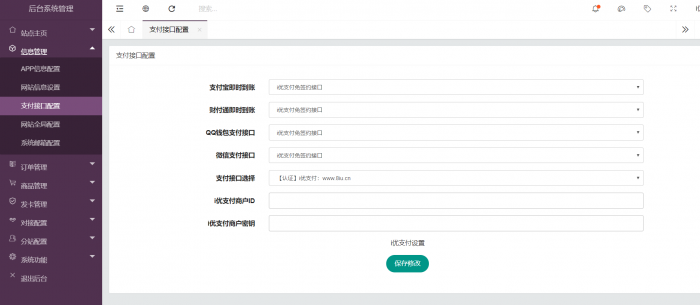 后台系统管理
搜索...
站点主页
支付接口配置
信息管理
APP信息配置
网站信息设置
支付接口配置
网站全局配置
系统邮箱配置
订单管理
商品管理
发卡管理
对接配置
分站配置
系统功能
退出后台
支付接口配置
支付宝即时到账
i优支付免签约接口
财付通即时到账
i优支付免签约接口
QQ钱包支付接口
i优支付免签约接口
微信支付接口
i优支付免签约接口
支付接口选择
【认证】i优支付:
i优支付商户ID
i优支付商户密钥
i优支付设置
保存修改